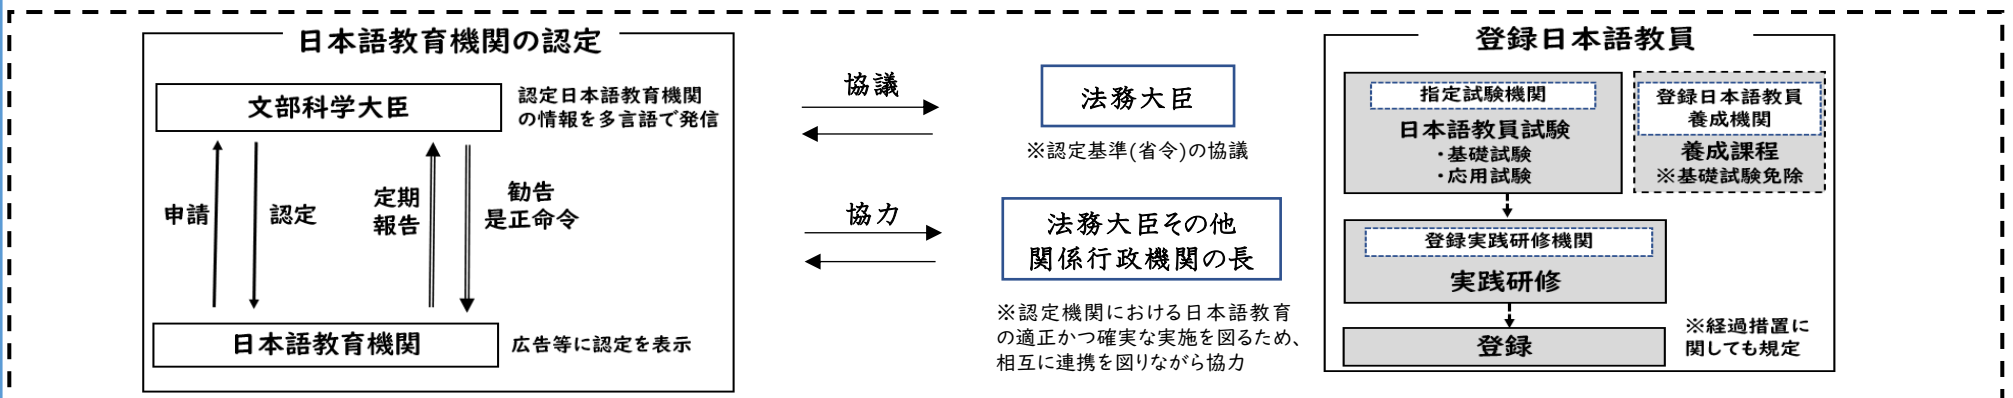 日本語教育機関の認定
文部科学大臣
認定日本語教育機関
の情報を多言語で発信
申請
認定
定期
報告
勧告
是正命令
日本語教育機関
広告等に認定を表示
協議
法務大臣
※認定基準(省令)の協議
協力
法務大臣その他
関係行政機関の長
※認定機関における日本語教育
の適正かつ確実な実施を図るため、
相互に連携を図りながら協力
登録日本語教員
指定試験機関
日本語教員試験
・基礎試験
・応用試験
登録日本語教員
養成機関
養成課程
※基礎試験免除
登録実践研修機関
実践研修
登録
※経過措置に
関しても規定